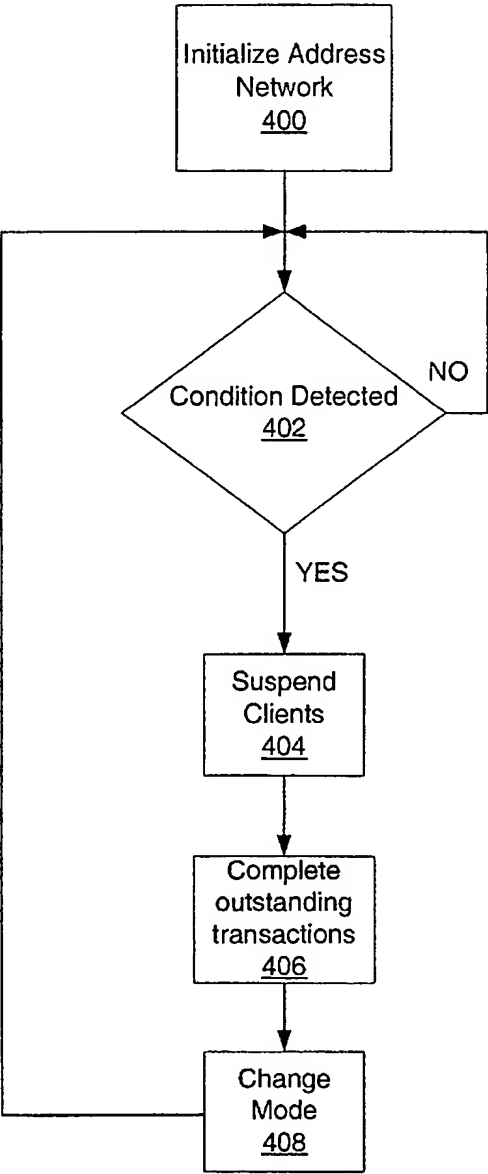 Initialize Address
Network
400
NO
Condition Detected
402
YES
Suspend
Clients
404
Complete
outstanding
transactions
406
Change
Mode
408